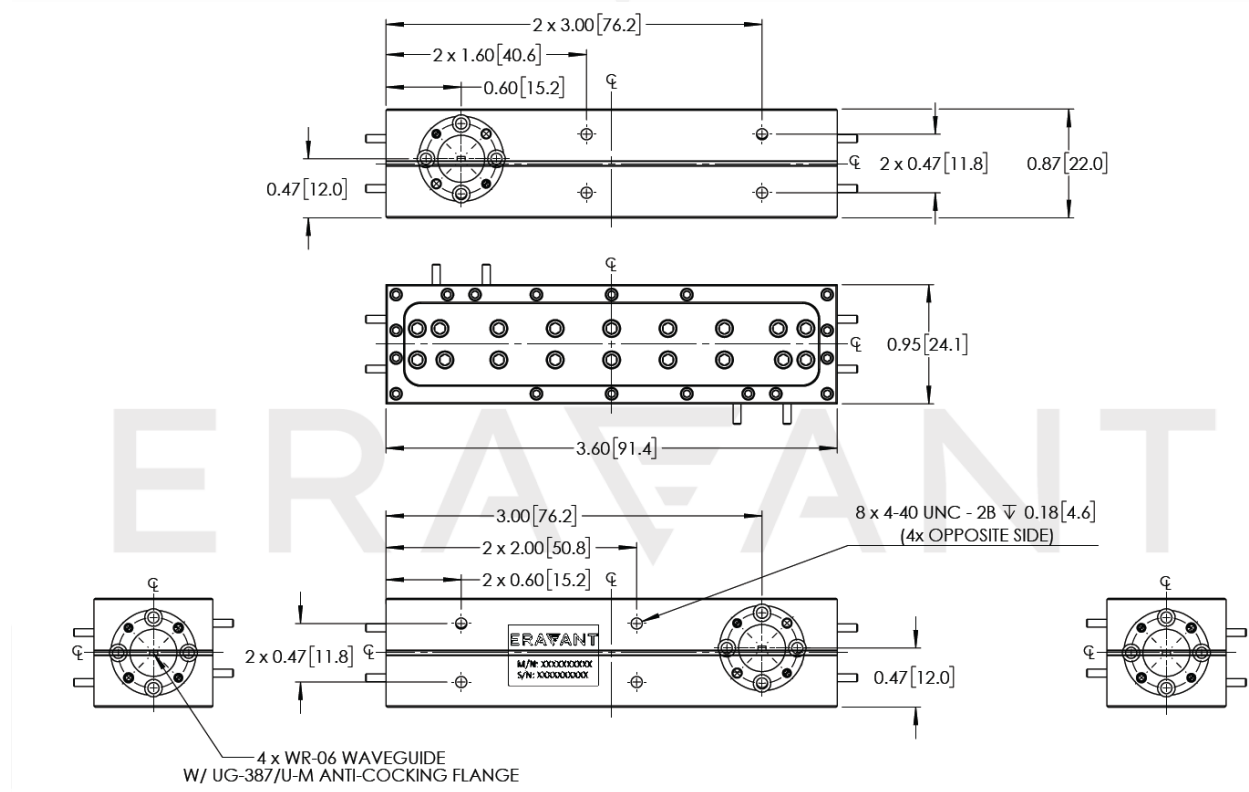 2 x 3.00[76.2]
2 x 1.60[40.6]
0.60[15.2]
℄
0.47[12.0]
℄
2 x 0.47[11.8]
0.87[22.0]
℄
℄
0.95[24.1]
3.60[91.4]
ERAVANT
3.00[76.2]
2 x 2.00[50.8]
2 x 0.60[15.2]
℄
8 x 4-40 UNC - 2B ↧ 0.18[4.6]
(4x OPPOSITE SIDE)
℄
℄
2 x 0.47[11.8]
℄
ERAVANT
M/N: XXXXXXXXXX
S/N: XXXXXXXXXX
0.47[12.0]
℄
℄
4 x WR-06 WAVEGUIDE
W/ UG-387/U-M ANTI-COCKING FLANGE